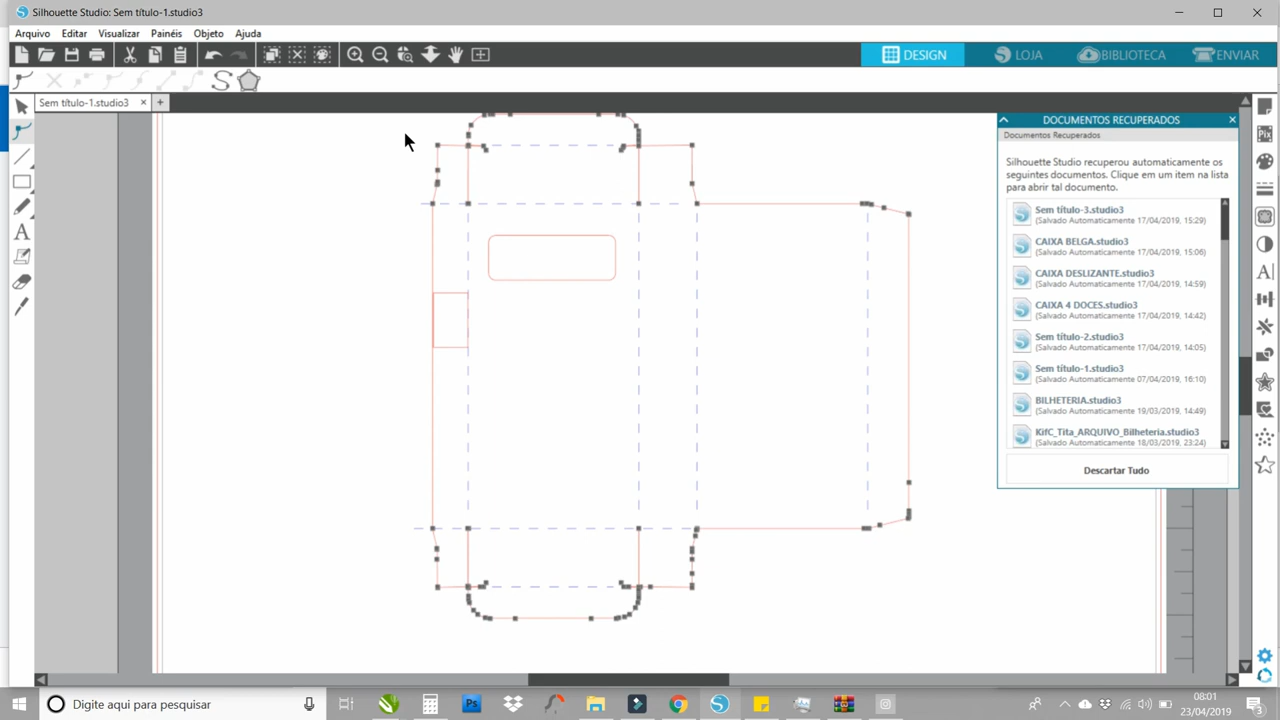 Silhouette Studio: Sem título-1.studio3
Arquivo Editar Visualizar Painéis Objeto Ajuda
DESIGN LOJA BIBLIOTECA ENVIAR
Sem título-1.studio3
DOCUMENTOS RECUPERADOS
Documentos Recuperados
Silhouette Studio recuperou automaticamente os
seguintes documentos. Clique em um item na lista
para abrir tal documento.
Sem título-3.studio3
(Salvado Automaticamente 17/04/2019, 15:29)
CAIXA BELGA.studio3
(Salvado Automaticamente 17/04/2019, 15:06)
CAIXA DESLIZANTE.studio3
(Salvado Automaticamente 17/04/2019, 14:59)
CAIXA 4 DOCES.studio3
(Salvado Automaticamente 17/04/2019, 14:42)
Sem título-2.studio3
(Salvado Automaticamente 17/04/2019, 14:05)
Sem título-1.studio3
(Salvado Automaticamente 07/04/2019, 16:10)
BILHETERIA.studio3
(Salvado Automaticamente 19/03/2019, 14:49)
KifC_Tita_ARQUIVO_Bilheteria.studio3
(Salvado Automaticamente 18/03/2019, 23:24)
Descartar Tudo
Digite aqui para pesquisar
Ps
08:01
23/04/2019
3